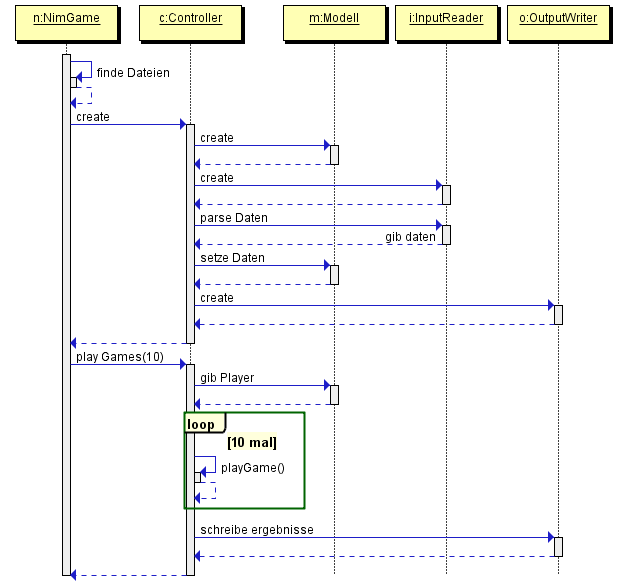 n:NimGame
c:Controller
m:Modell
i:InputReader
o:OutputWriter
finde Dateien
create
create
create
parse Daten
gib daten
setze Daten
create
play Games(10)
gib Player
loop
[10 mal]
playGame()
schreibe ergebnisse